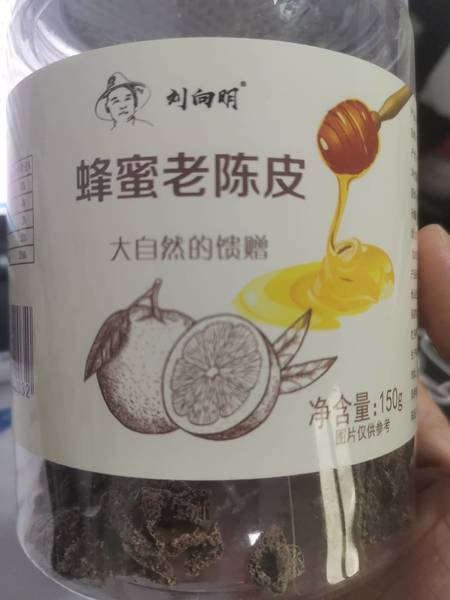 刘向明®
蜂蜜老陈皮
大自然的馈赠
净含量:150g
图片仅供参考